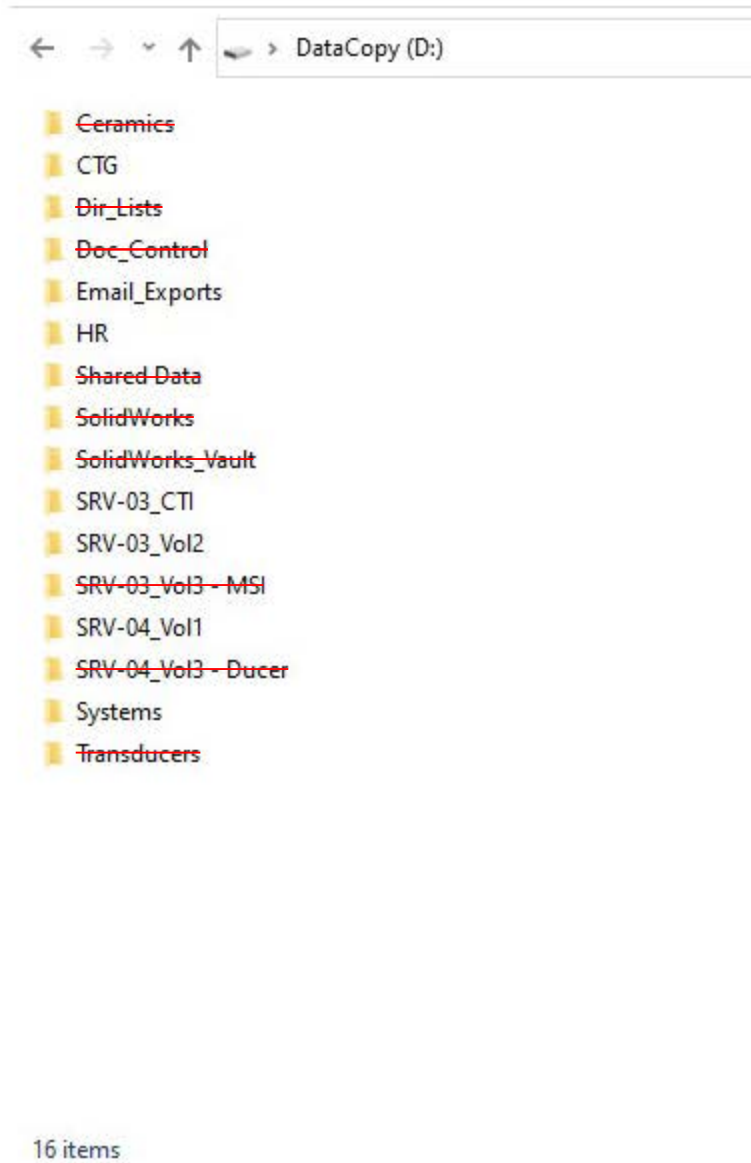 DataCopy (D:)
Ceramics
CTG
Dir_Lists
Doc_Control
Email_Exports
HR
Shared Data
SolidWorks
SolidWorks_Vault
SRV-03_CTI
SRV-03_Vol2
SRV-03_Vol3 - MSI
SRV-04_Vol1
SRV-04_Vol3 - Ducer
Systems
Transducers
16 items